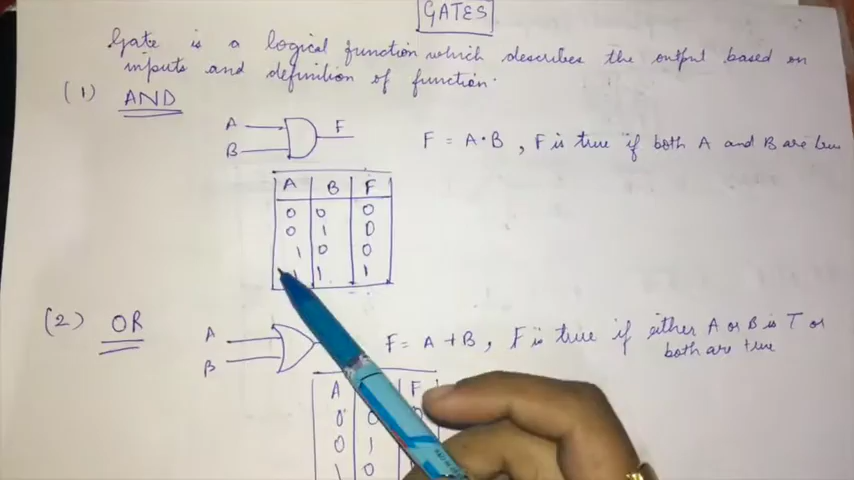 GATES
Gate is a logical function which describes the output based on
inputs and definition of function.
(1) AND
A
B
F
F = A·B , F is true if both A and B are true
A B F
0 0 0
0 1 0
1 0 0
1 1 1
(2) OR
A
B
F = A + B, F is true if either A or B is T or
both are true
A F
0 0
0 1
1 0